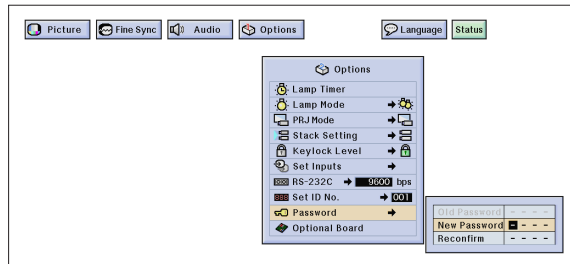 Picture Fine Sync Audio Options Language Status
Options
Lamp Timer
Lamp Mode
PRJ Mode
Stack Setting
Keylock Level
Set Inputs
RS-232C 9600 bps
Set ID No. 001
Password
Optional Board
Old Password - - - -
New Password - - - -
Reconfirm - - - -